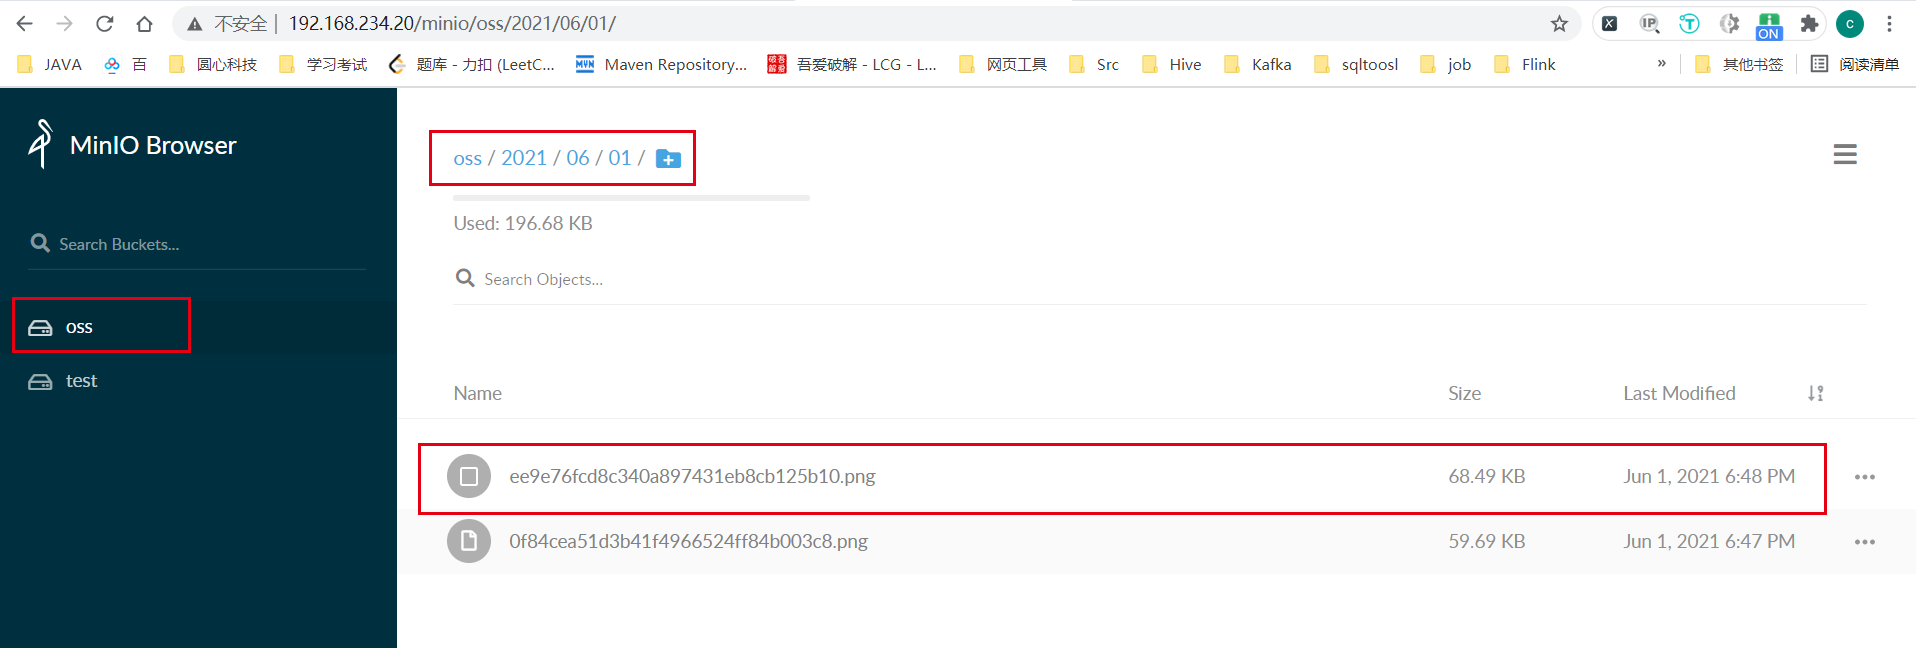 不安全 | 192.168.234.20/minio/oss/2021/06/01/
IP
ON
c
JAVA 百 圆心科技 学习考试 题库 - 力扣 (LeetC... Maven Repository... 吾爱破解 - LCG - L... 网页工具 Src Hive Kafka sqltoosl job Flink » 其他书签 阅读清单
MinIO Browser
Search Buckets...
oss
test
oss / 2021 / 06 / 01 /
Used: 196.68 KB
Search Objects...
Name Size Last Modified
ee9e76fcd8c340a897431eb8cb125b10.png 68.49 KB Jun 1, 2021 6:48 PM
0f84cea51d3b41f4966524ff84b003c8.png 59.69 KB Jun 1, 2021 6:47 PM